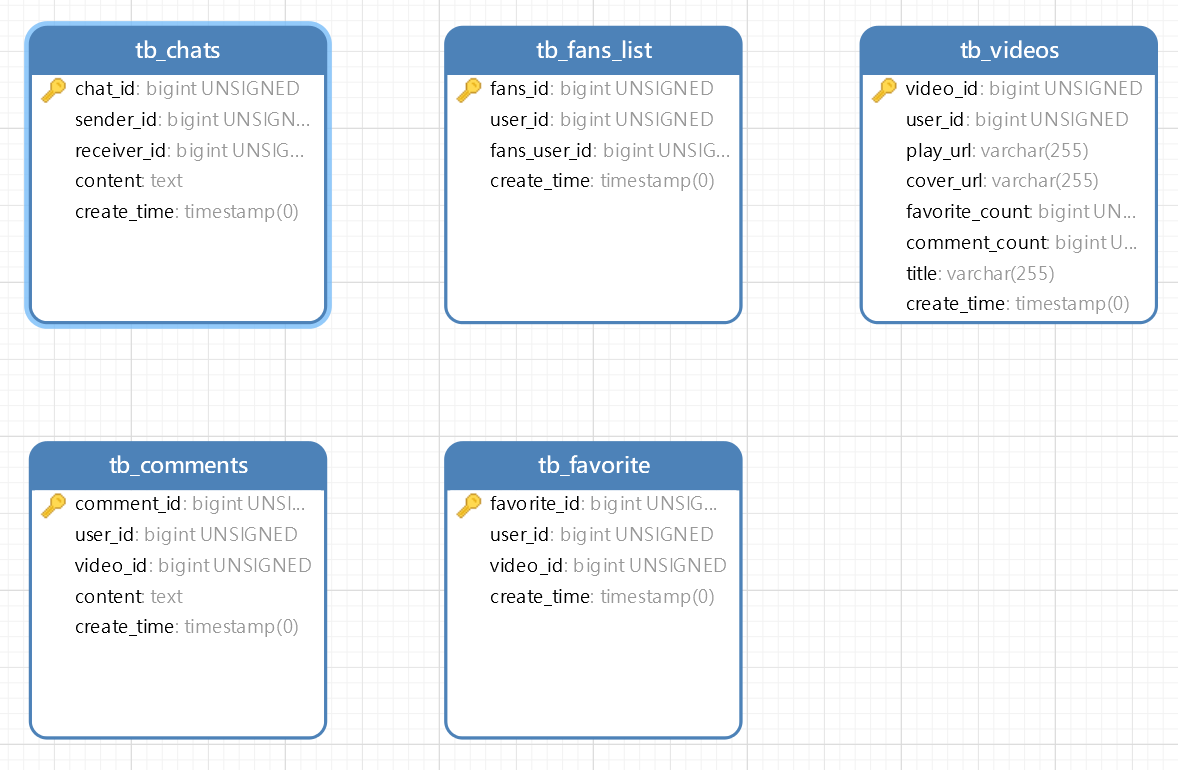 tb_chats
chat_id: bigint UNSIGNED
sender_id: bigint UNSIGN...
receiver_id: bigint UNSIG...
content: text
create_time: timestamp(0)
tb_fans_list
fans_id: bigint UNSIGNED
user_id: bigint UNSIGNED
fans_user_id: bigint UNSIG...
create_time: timestamp(0)
tb_videos
video_id: bigint UNSIGNED
user_id: bigint UNSIGNED
play_url: varchar(255)
cover_url: varchar(255)
favorite_count: bigint UN...
comment_count: bigint U...
title: varchar(255)
create_time: timestamp(0)
tb_comments
comment_id: bigint UNSI...
user_id: bigint UNSIGNED
video_id: bigint UNSIGNED
content: text
create_time: timestamp(0)
tb_favorite
favorite_id: bigint UNSIG...
user_id: bigint UNSIGNED
video_id: bigint UNSIGNED
create_time: timestamp(0)